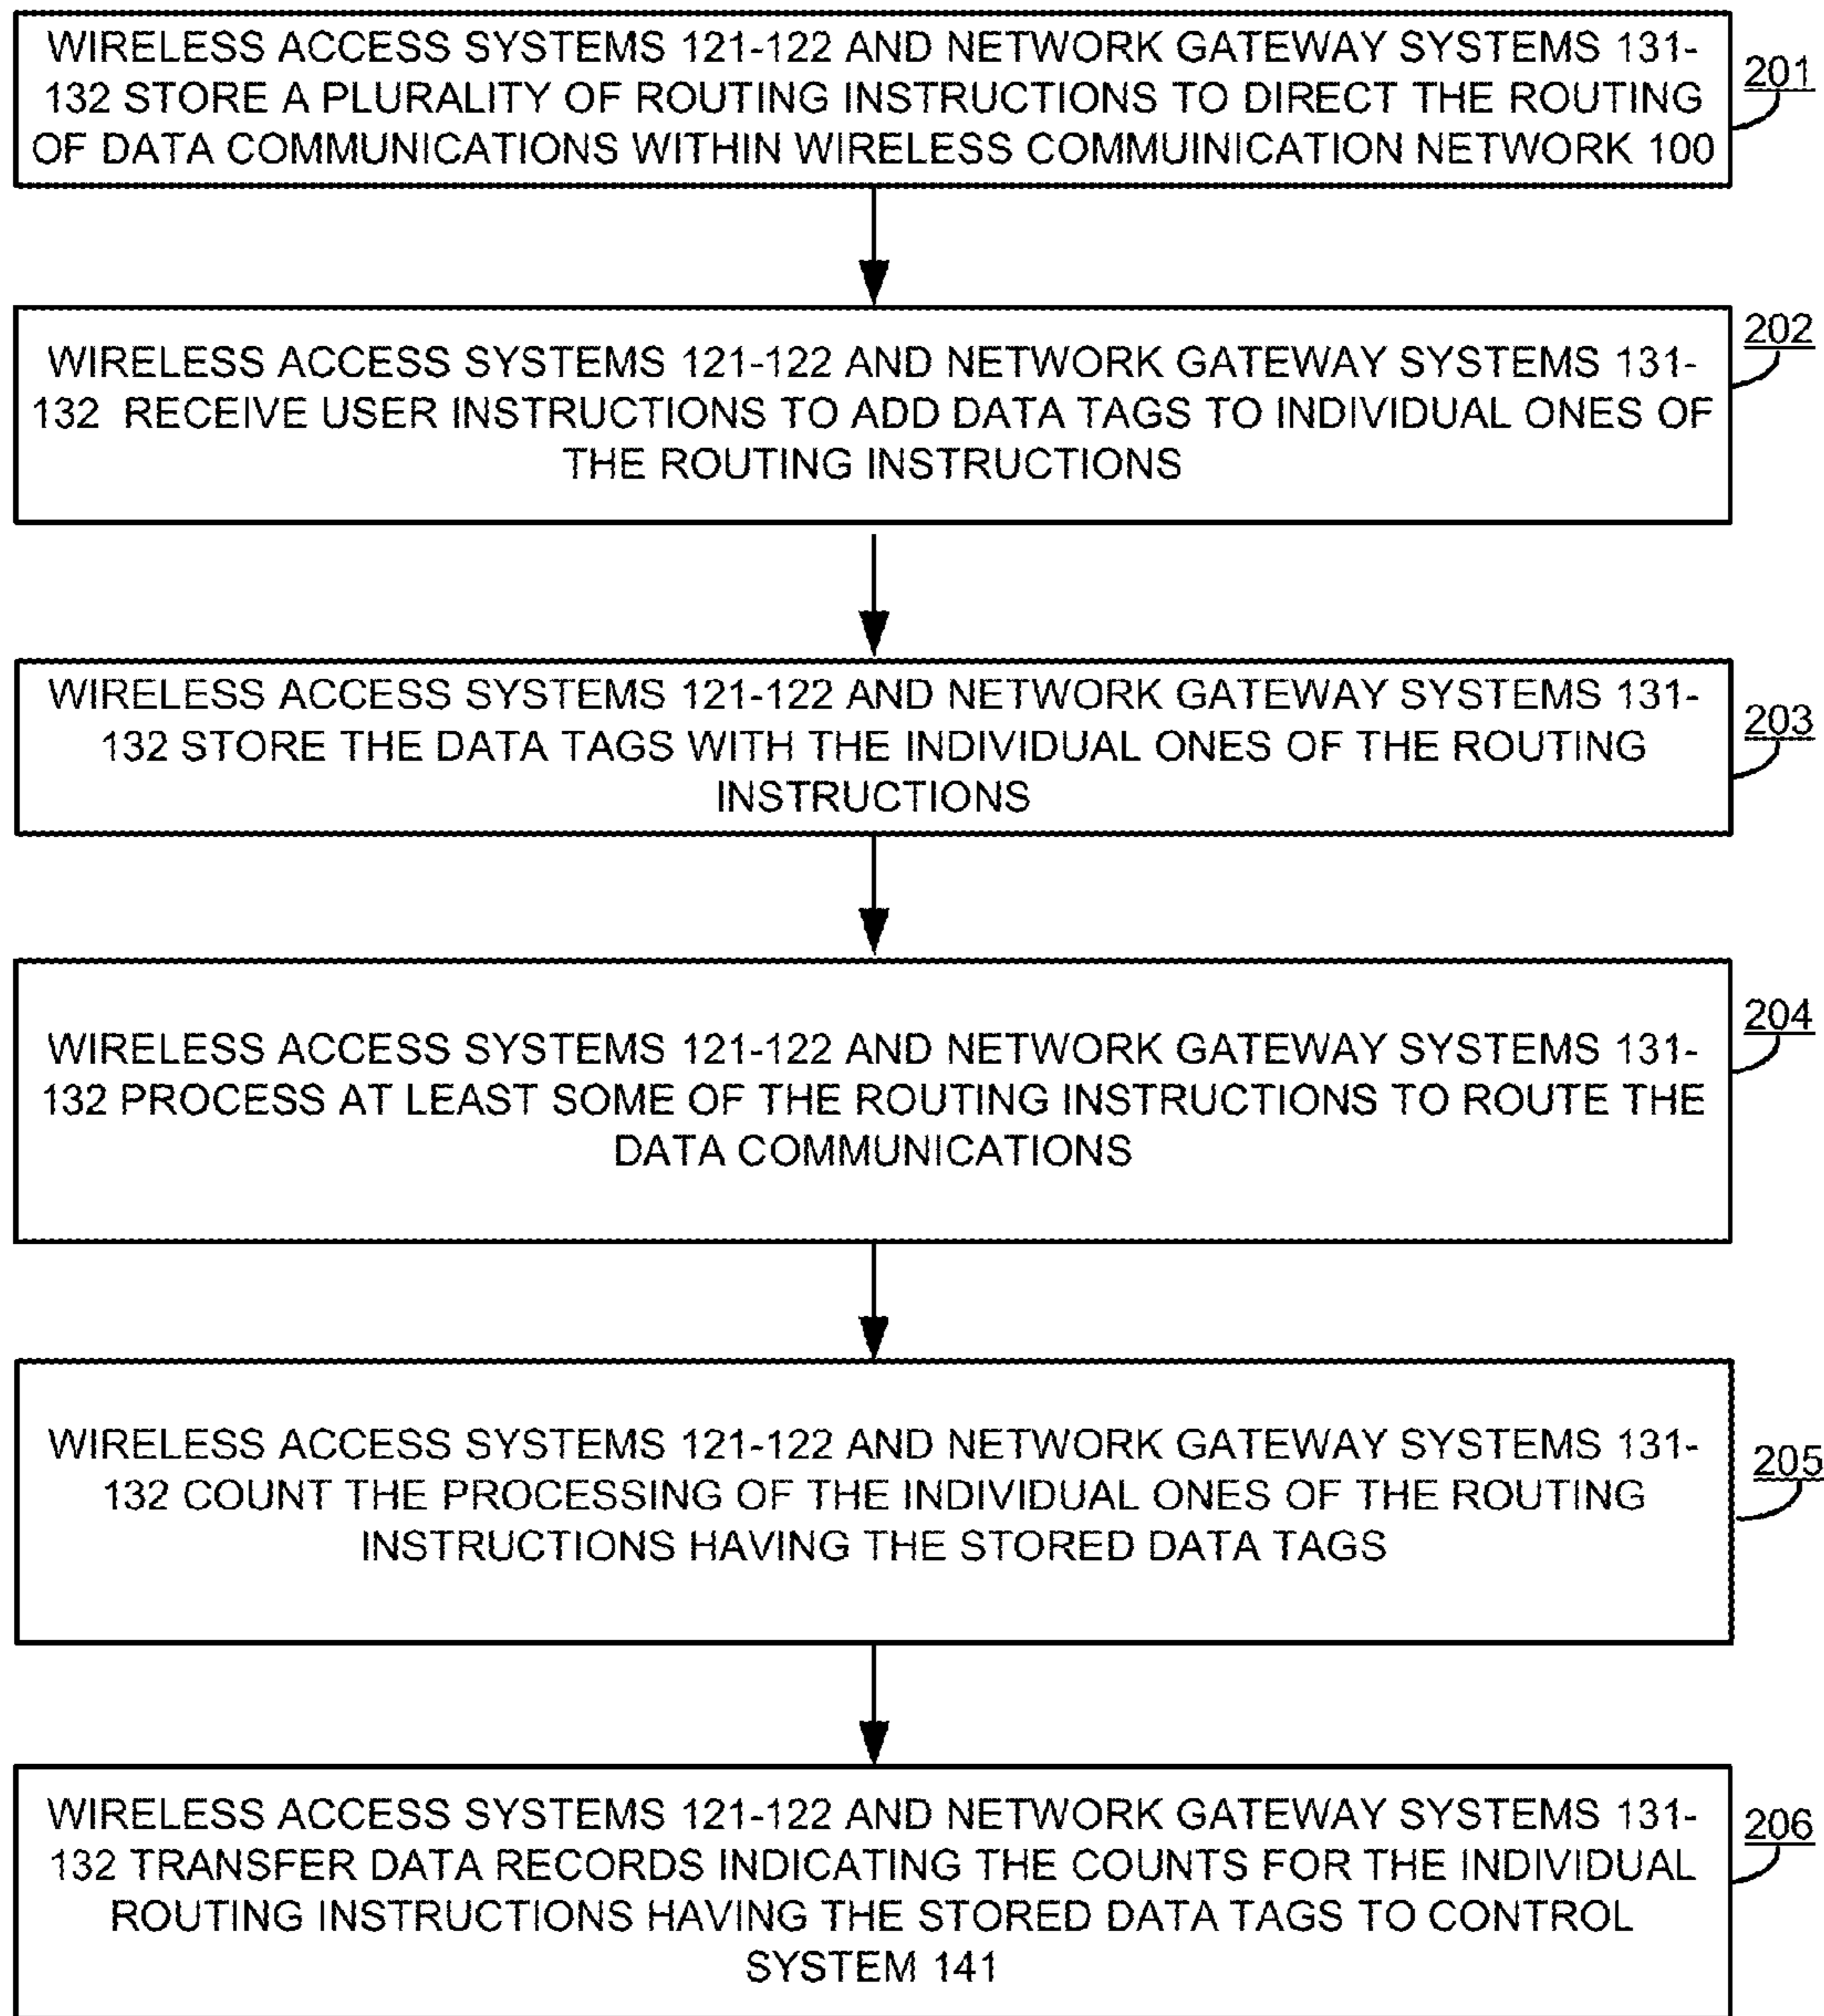 WIRELESS ACCESS SYSTEMS 121-122 AND NETWORK GATEWAY SYSTEMS 131-
132 STORE A PLURALITY OF ROUTING INSTRUCTIONS TO DIRECT THE ROUTING
OF DATA COMMUNICATIONS WITHIN WIRELESS COMMUINICATION NETWORK 100
201
WIRELESS ACCESS SYSTEMS 121-122 AND NETWORK GATEWAY SYSTEMS 131-
132 RECEIVE USER INSTRUCTIONS TO ADD DATA TAGS TO INDIVIDUAL ONES OF
THE ROUTING INSTRUCTIONS
202
WIRELESS ACCESS SYSTEMS 121-122 AND NETWORK GATEWAY SYSTEMS 131-
132 STORE THE DATA TAGS WITH THE INDIVIDUAL ONES OF THE ROUTING
INSTRUCTIONS
203
WIRELESS ACCESS SYSTEMS 121-122 AND NETWORK GATEWAY SYSTEMS 131-
132 PROCESS AT LEAST SOME OF THE ROUTING INSTRUCTIONS TO ROUTE THE
DATA COMMUNICATIONS
204
WIRELESS ACCESS SYSTEMS 121-122 AND NETWORK GATEWAY SYSTEMS 131-
132 COUNT THE PROCESSING OF THE INDIVIDUAL ONES OF THE ROUTING
INSTRUCTIONS HAVING THE STORED DATA TAGS
205
WIRELESS ACCESS SYSTEMS 121-122 AND NETWORK GATEWAY SYSTEMS 131-
132 TRANSFER DATA RECORDS INDICATING THE COUNTS FOR THE INDIVIDUAL
ROUTING INSTRUCTIONS HAVING THE STORED DATA TAGS TO CONTROL
SYSTEM 141
206